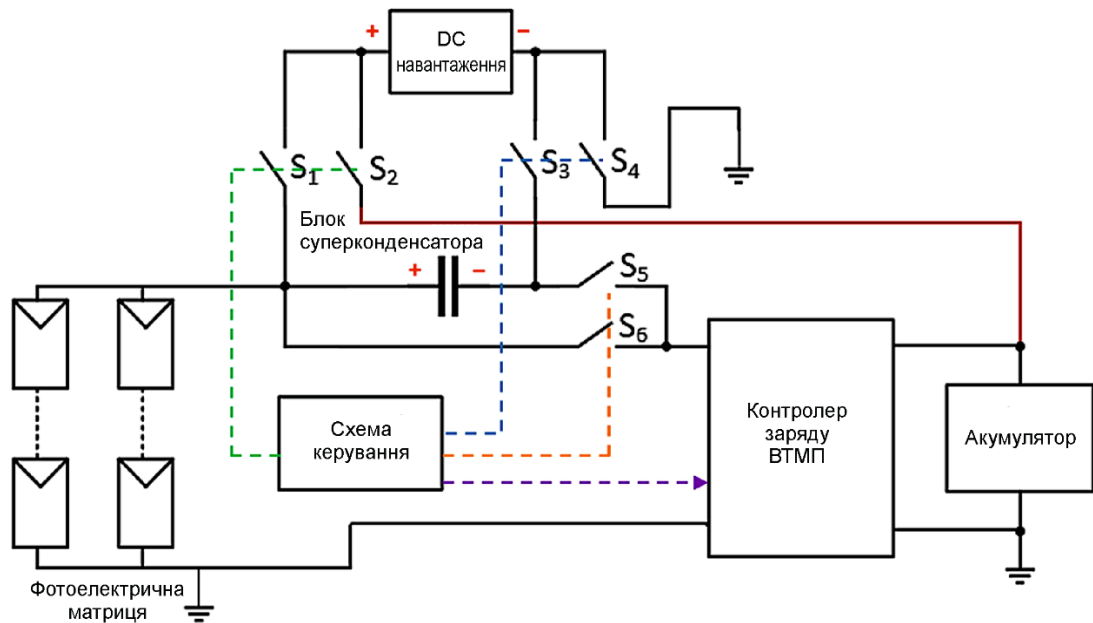 +
DC
навантаження
−
S1
S2
S3
S4
Блок
суперконденсатора
+
−
S5
S6
Схема
керування
Контролер
заряду
ВТМП
Акумулятор
Фотоелектрична
матриця